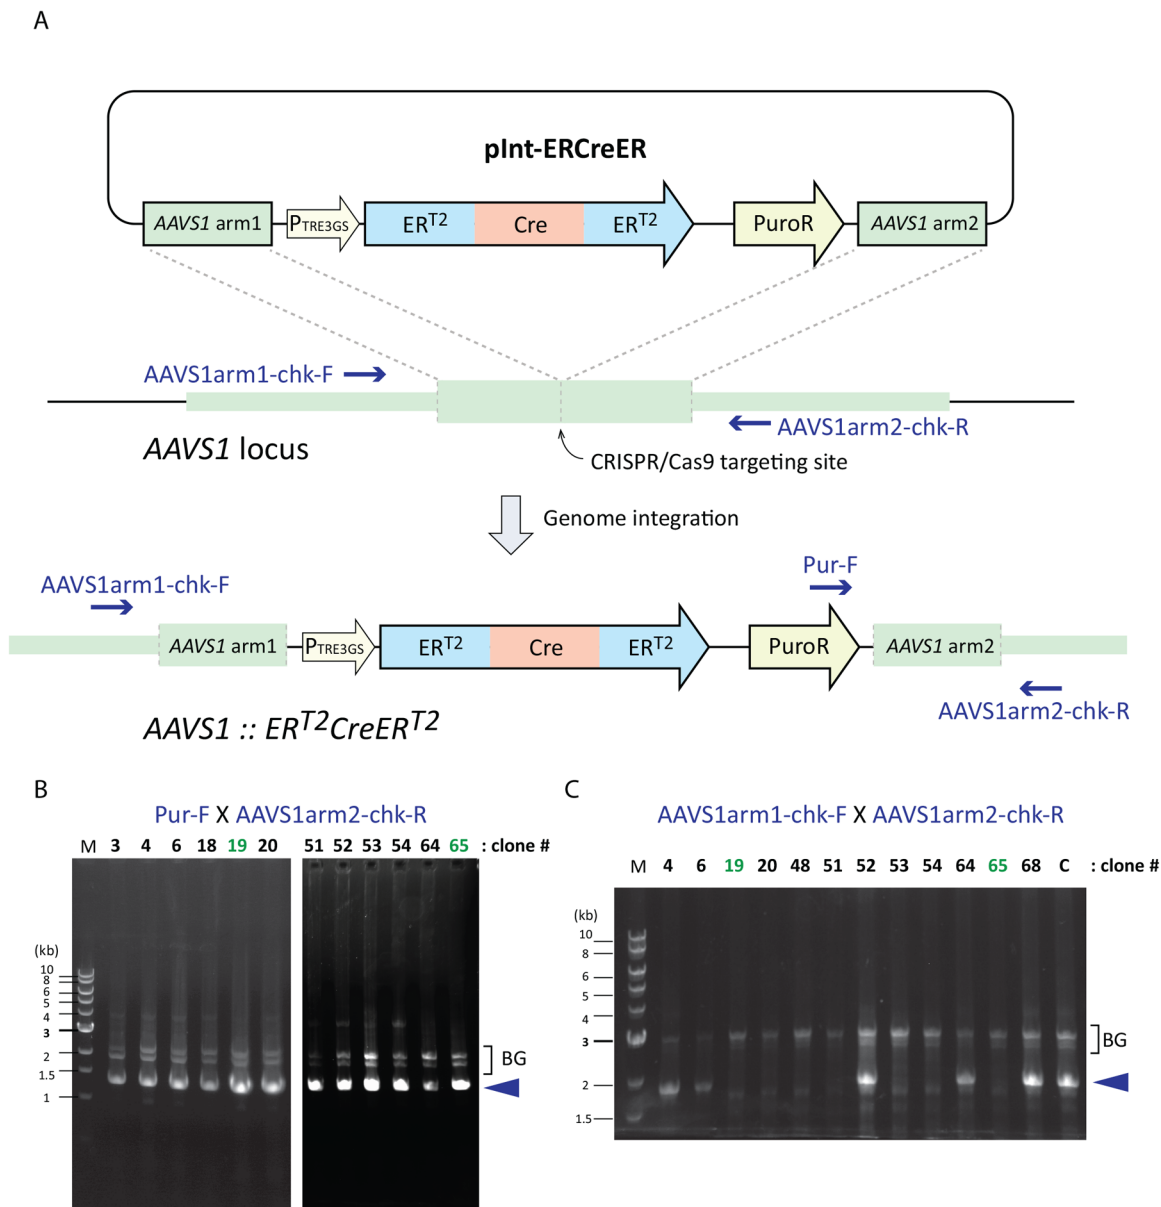 A
pInt-ERCreER
AAVS1 arm1
PTRE3GS
ERT2
Cre
ERT2
PuroR
AAVS1 arm2
AAVS1arm1-chk-F
AAVS1arm2-chk-R
AAVS1 locus
CRISPR/Cas9 targeting site
Genome integration
Pur-F
AAVS1arm1-chk-F
AAVS1 arm1
PTRE3GS
ERT2
Cre
ERT2
PuroR
AAVS1 arm2
AAVS1arm2-chk-R
AAVS1 :: ERT2CreERT2
B
Pur-F X AAVS1arm2-chk-R
M 3 4 6 18 19 20 51 52 53 54 64 65 : clone #
(kb)
10
8
6
5
4
3
2
1.5
1
BG
C
AAVS1arm1-chk-F X AAVS1arm2-chk-R
M 4 6 19 20 48 51 52 53 54 64 65 68 C : clone #
(kb)
10
8
6
5
4
3
2
1.5
BG